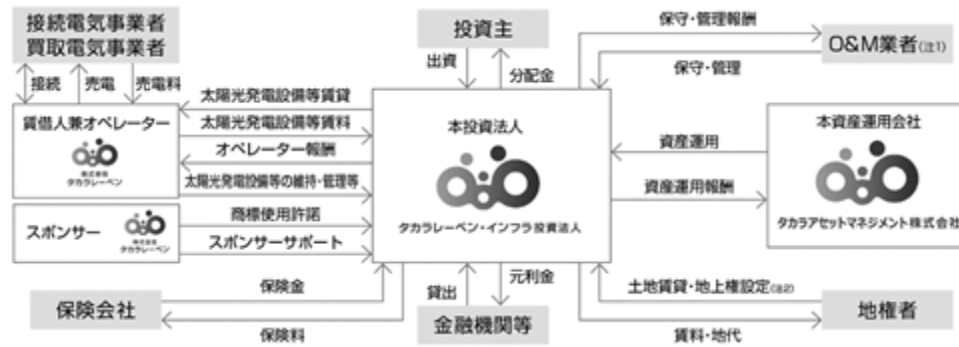 接続電気事業者
買取電気事業者
投資主
保守・管理報酬
O&M業者(注1)
保守・管理
出資
分配金
接続
売電
売電料
太陽光発電設備等賃貸
賃借人兼オペレーター
太陽光発電設備等賃料
オペレーター報酬
株式会社
タカラレーベン
太陽光発電設備等の維持・管理等
本投資法人
タカラレーベン・インフラ投資法人
資産運用
資産運用報酬
本資産運用会社
タカラアセットマネジメント株式会社
スポンサー
株式会社
タカラレーベン
商標使用許諾
スポンサーサポート
保険会社
保険金
保険料
貸出
元利金
金融機関等
土地賃貸・地上権設定(注2)
賃料・地代
地権者